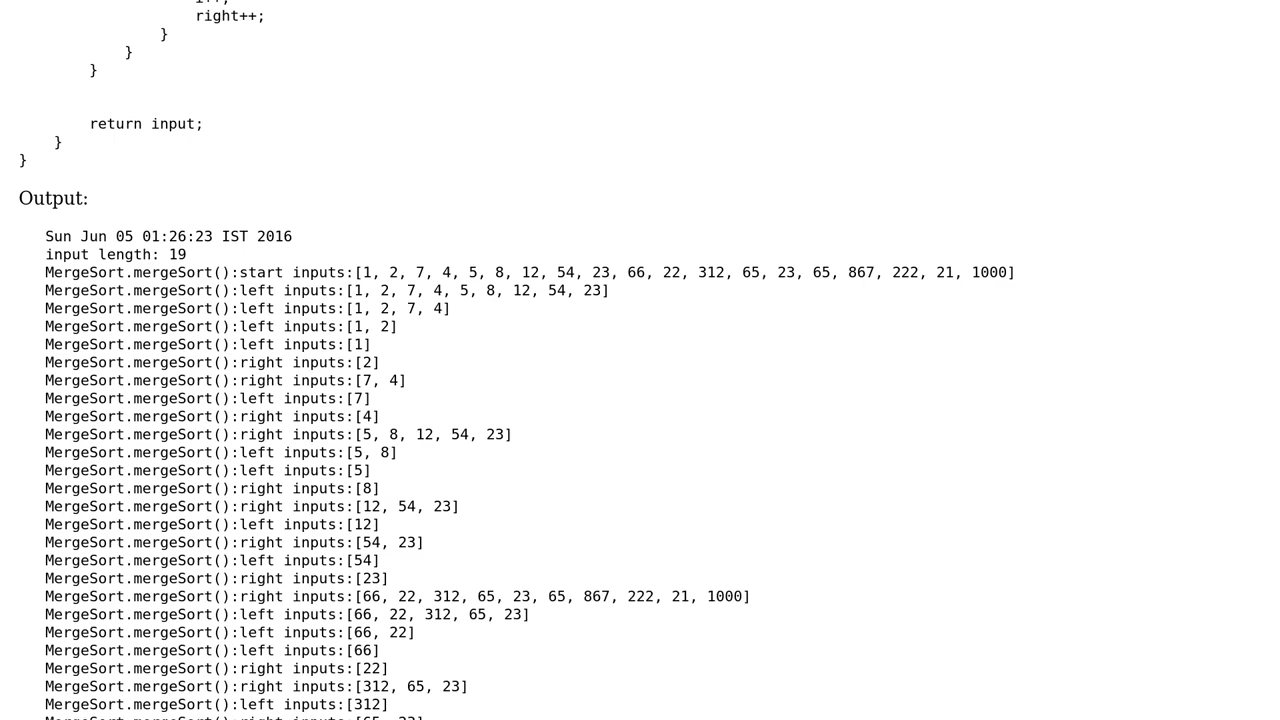 right++;
}
}
}
return input;
}
}
Output:
Sun Jun 05 01:26:23 IST 2016
input length: 19
MergeSort.mergeSort():start inputs:[1, 2, 7, 4, 5, 8, 12, 54, 23, 66, 22, 312, 65, 23, 65, 867, 222, 21, 1000]
MergeSort.mergeSort():left inputs:[1, 2, 7, 4, 5, 8, 12, 54, 23]
MergeSort.mergeSort():left inputs:[1, 2, 7, 4]
MergeSort.mergeSort():left inputs:[1, 2]
MergeSort.mergeSort():left inputs:[1]
MergeSort.mergeSort():right inputs:[2]
MergeSort.mergeSort():right inputs:[7, 4]
MergeSort.mergeSort():left inputs:[7]
MergeSort.mergeSort():right inputs:[4]
MergeSort.mergeSort():right inputs:[5, 8, 12, 54, 23]
MergeSort.mergeSort():left inputs:[5, 8]
MergeSort.mergeSort():left inputs:[5]
MergeSort.mergeSort():right inputs:[8]
MergeSort.mergeSort():right inputs:[12, 54, 23]
MergeSort.mergeSort():left inputs:[12]
MergeSort.mergeSort():right inputs:[54, 23]
MergeSort.mergeSort():left inputs:[54]
MergeSort.mergeSort():right inputs:[23]
MergeSort.mergeSort():right inputs:[66, 22, 312, 65, 23, 65, 867, 222, 21, 1000]
MergeSort.mergeSort():left inputs:[66, 22, 312, 65, 23]
MergeSort.mergeSort():left inputs:[66, 22]
MergeSort.mergeSort():left inputs:[66]
MergeSort.mergeSort():right inputs:[22]
MergeSort.mergeSort():right inputs:[312, 65, 23]
MergeSort.mergeSort():left inputs:[312]